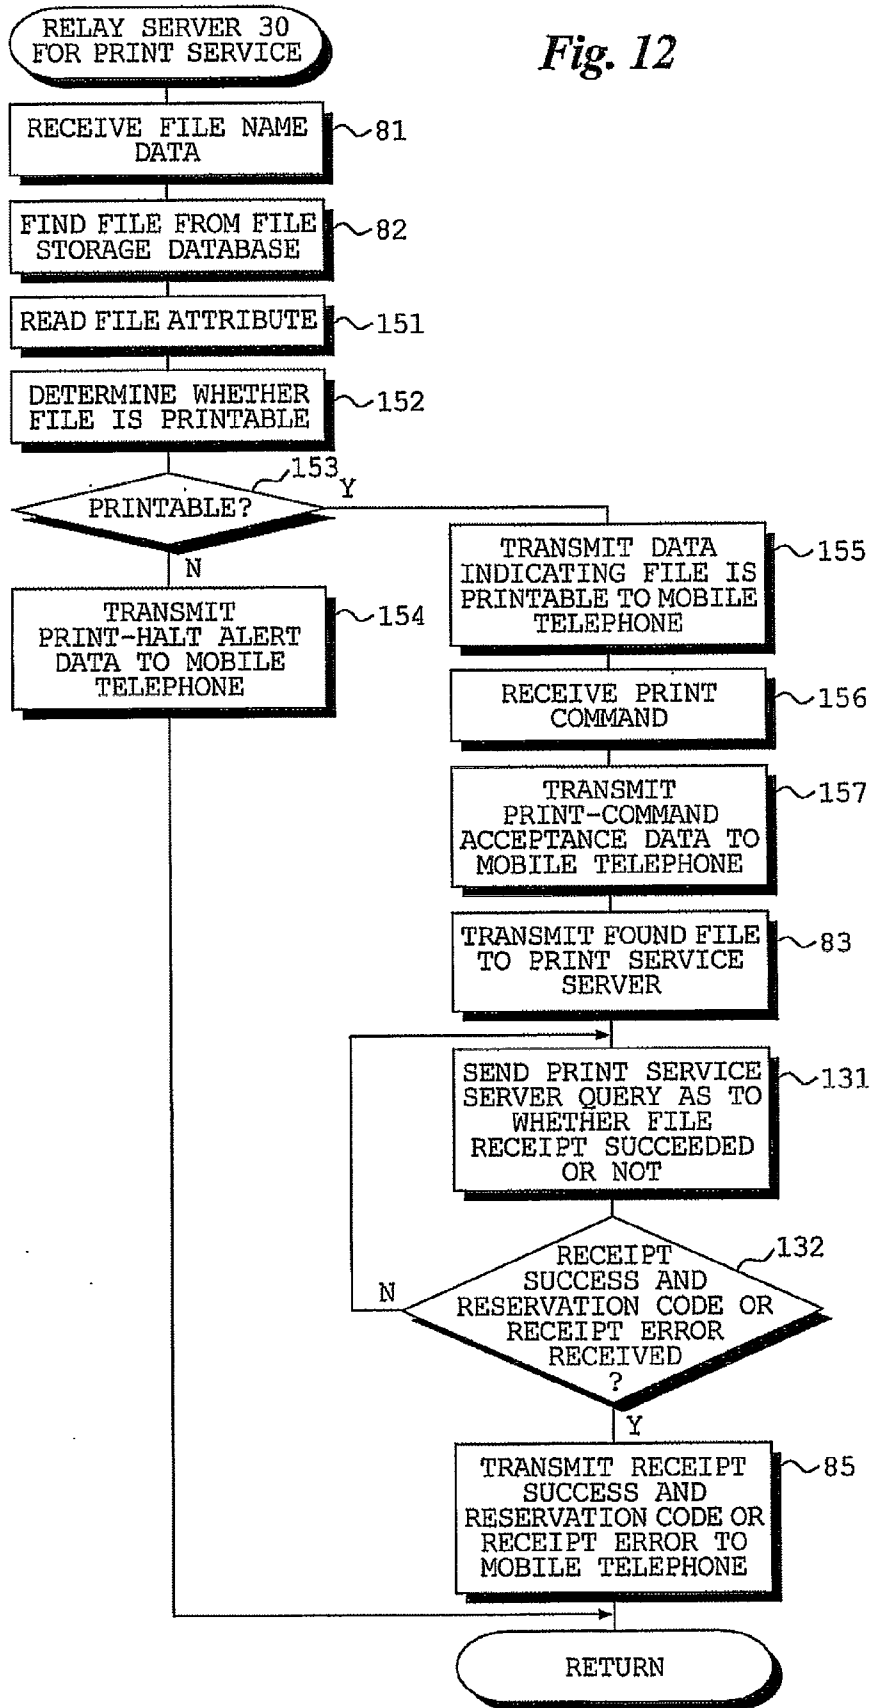 RELAY SERVER 30
FOR PRINT SERVICE
Fig. 12
RECEIVE FILE NAME
DATA
81
FIND FILE FROM FILE
STORAGE DATABASE
82
READ FILE ATTRIBUTE
151
DETERMINE WHETHER
FILE IS PRINTABLE
152
PRINTABLE?
153
Y
N
TRANSMIT
PRINT-HALT ALERT
DATA TO MOBILE
TELEPHONE
154
TRANSMIT DATA
INDICATING FILE IS
PRINTABLE TO MOBILE
TELEPHONE
155
RECEIVE PRINT
COMMAND
156
TRANSMIT
PRINT-COMMAND
ACCEPTANCE DATA TO
MOBILE TELEPHONE
157
TRANSMIT FOUND FILE
TO PRINT SERVICE
SERVER
83
SEND PRINT SERVICE
SERVER QUERY AS TO
WHETHER FILE
RECEIPT SUCCEEDED
OR NOT
131
RECEIPT
SUCCESS AND
RESERVATION CODE OR
RECEIPT ERROR
RECEIVED
?
132
N
Y
TRANSMIT RECEIPT
SUCCESS AND
RESERVATION CODE OR
RECEIPT ERROR TO
MOBILE TELEPHONE
85
RETURN